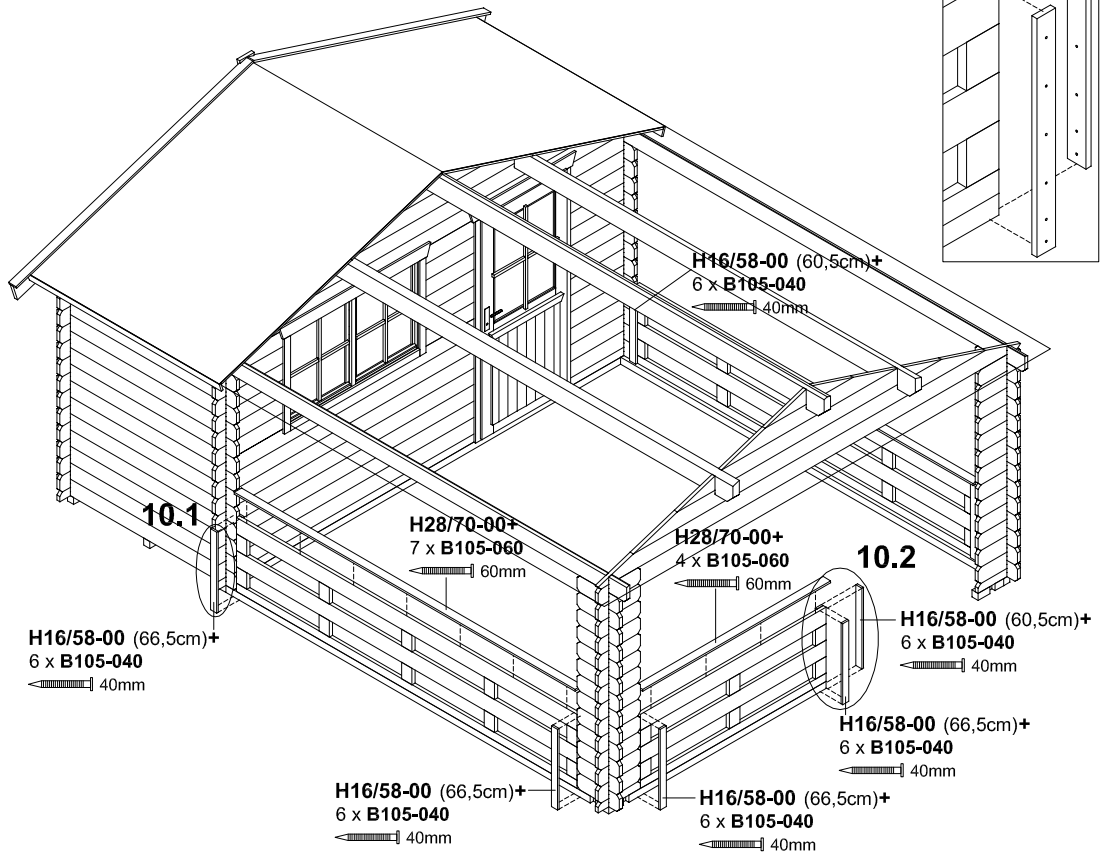 H16/58-00 (60,5cm)+
6 x B105-040
40mm
10.1
H28/70-00+
7 x B105-060
60mm
H28/70-00+
4 x B105-060
60mm
10.2
H16/58-00 (66,5cm)+
6 x B105-040
40mm
H16/58-00 (60,5cm)+
6 x B105-040
40mm
H16/58-00 (66,5cm)+
6 x B105-040
40mm
H16/58-00 (66,5cm)+
6 x B105-040
40mm
H16/58-00 (66,5cm)+
6 x B105-040
40mm